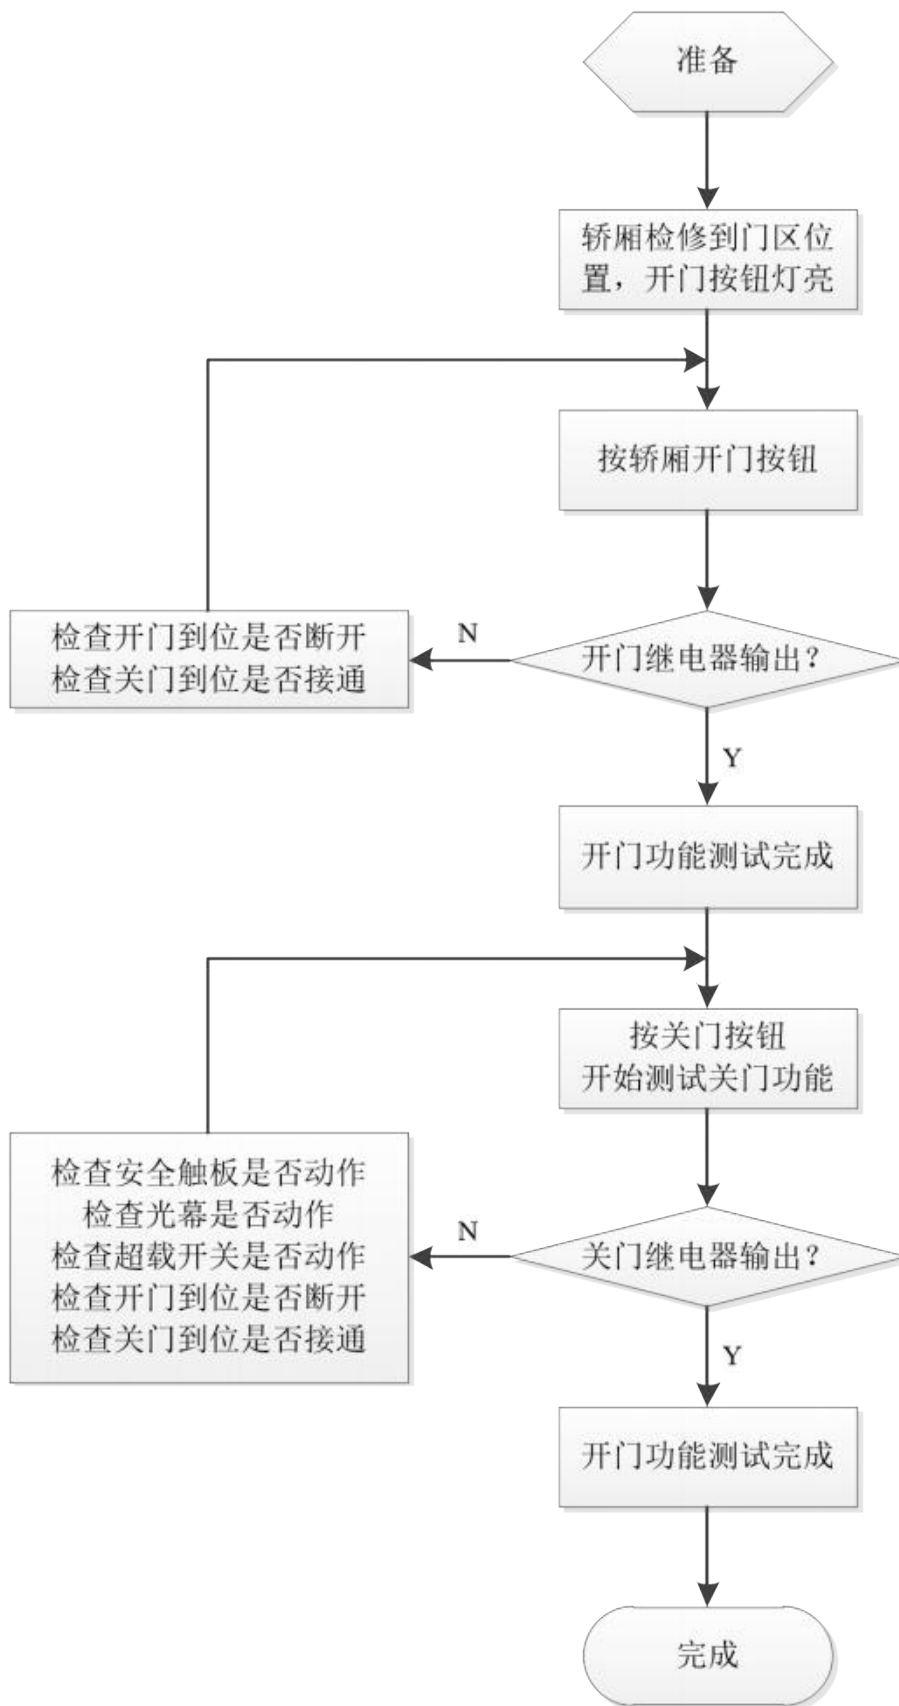 准备
轿厢检修到门区位
置，开门按钮灯亮
按轿厢开门按钮
检查开门到位是否断开
检查关门到位是否接通
N
开门继电器输出？
Y
开门功能测试完成
按关门按钮
开始测试关门功能
检查安全触板是否动作
检查光幕是否动作
检查超载开关是否动作
检查开门到位是否断开
检查关门到位是否接通
N
关门继电器输出？
Y
开门功能测试完成
完成